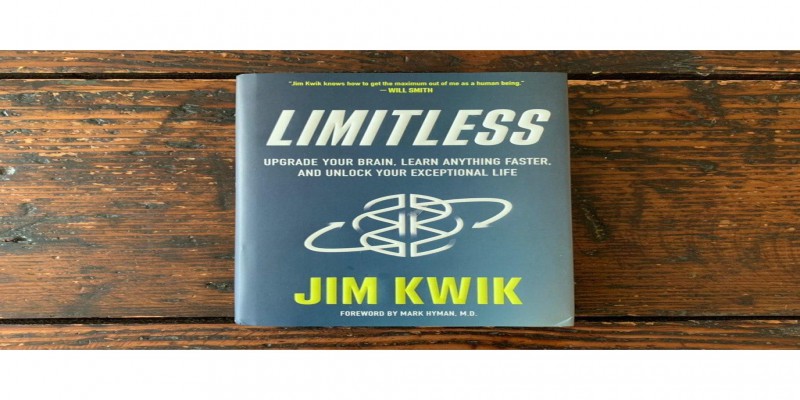 "Jim Kwik knows how to get the maximum out of me as a human being."
— WILL SMITH
LIMITLESS
UPGRADE YOUR BRAIN, LEARN ANYTHING FASTER,
AND UNLOCK YOUR EXCEPTIONAL LIFE
JIM KWIK
FOREWORD BY MARK HYMAN, M.D.